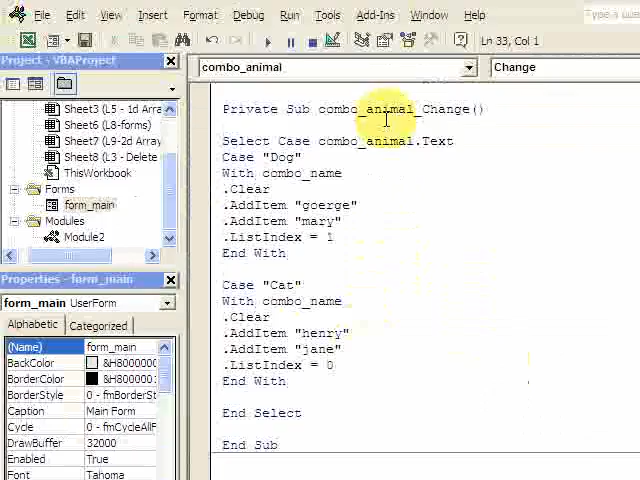 File Edit View Insert Format Debug Run Tools Add-Ins Window Help Type a ques
Ln 33, Col 1
Project - VBAProject
combo_animal Change
Sheet3 (L5 - 1d Arra
Sheet6 (L8-forms)
Sheet7 (L9-2d Array
Sheet8 (L3 - Delete
ThisWorkbook
Forms
form_main
Modules
Module2
Properties - form_main
form_main UserForm
Alphabetic Categorized
(Name) form_main
BackColor &H8000000
BorderColor &H8000001
BorderStyle 0 - fmBorderSt
Caption Main Form
Cycle 0 - fmCycleAllF
DrawBuffer 32000
Enabled True
Font Tahoma
Private Sub combo_animal_Change()
Select Case combo_animal.Text
Case "Dog"
With combo_name
.Clear
.AddItem "goerge"
.AddItem "mary"
.ListIndex = 1
End With
Case "Cat"
With combo_name
.Clear
.AddItem "henry"
.AddItem "jane"
.ListIndex = 0
End With
End Select
End Sub